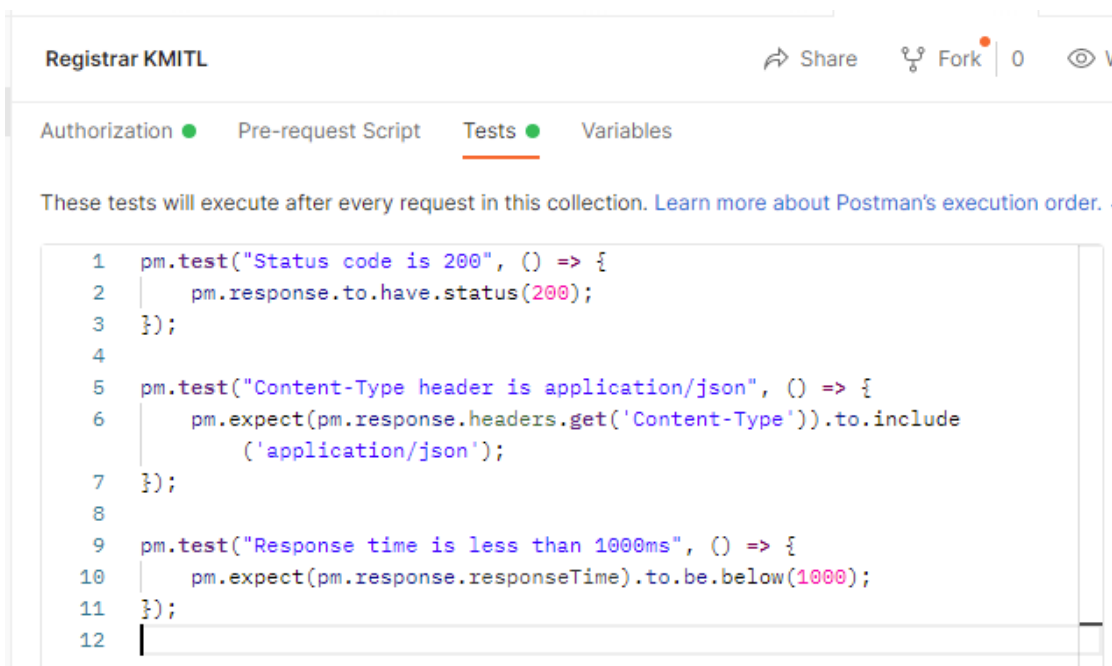 Registrar KMITL Share Fork 0
Authorization Pre-request Script Tests Variables
These tests will execute after every request in this collection. Learn more about Postman's execution order.
1 pm.test("Status code is 200", () => {
2 pm.response.to.have.status(200);
3 });
4
5 pm.test("Content-Type header is application/json", () => {
6 pm.expect(pm.response.headers.get('Content-Type')).to.include
('application/json');
7 });
8
9 pm.test("Response time is less than 1000ms", () => {
10 pm.expect(pm.response.responseTime).to.be.below(1000);
11 });
12